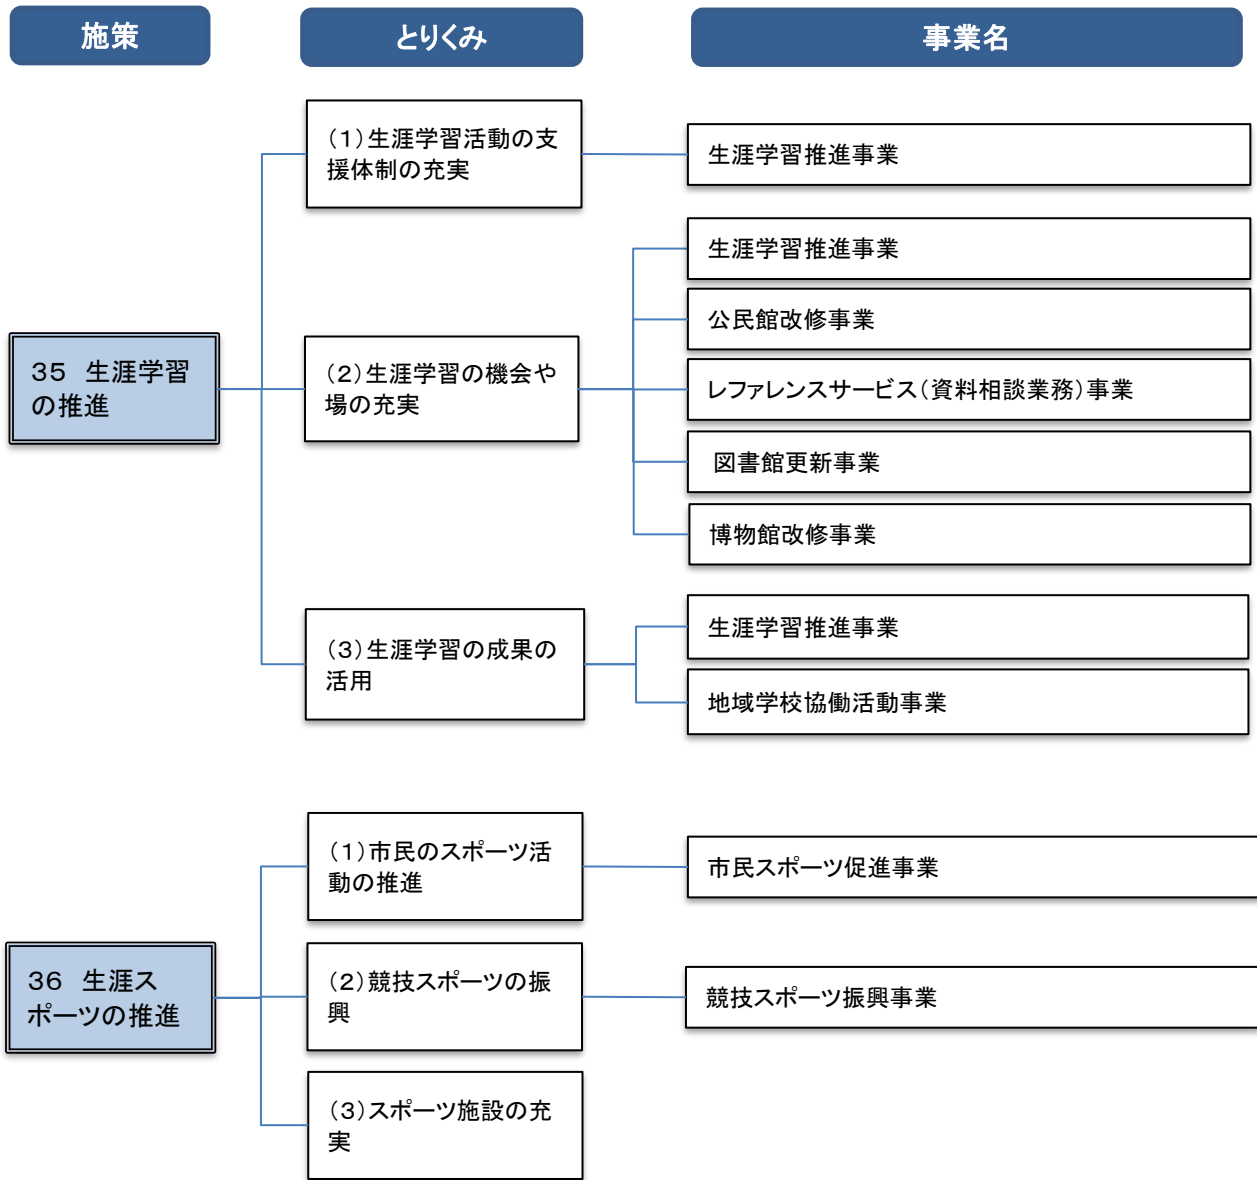 施策
とりくみ
事業名
(1)生涯学習活動の支
援体制の充実
生涯学習推進事業
35 生涯学習
の推進
(2)生涯学習の機会や
場の充実
生涯学習推進事業
公民館改修事業
レファレンスサービス(資料相談業務)事業
図書館更新事業
博物館改修事業
(3)生涯学習の成果の
活用
生涯学習推進事業
地域学校協働活動事業
36 生涯ス
ポーツの推進
(1)市民のスポーツ活
動の推進
市民スポーツ促進事業
(2)競技スポーツの振
興
競技スポーツ振興事業
(3)スポーツ施設の充
実